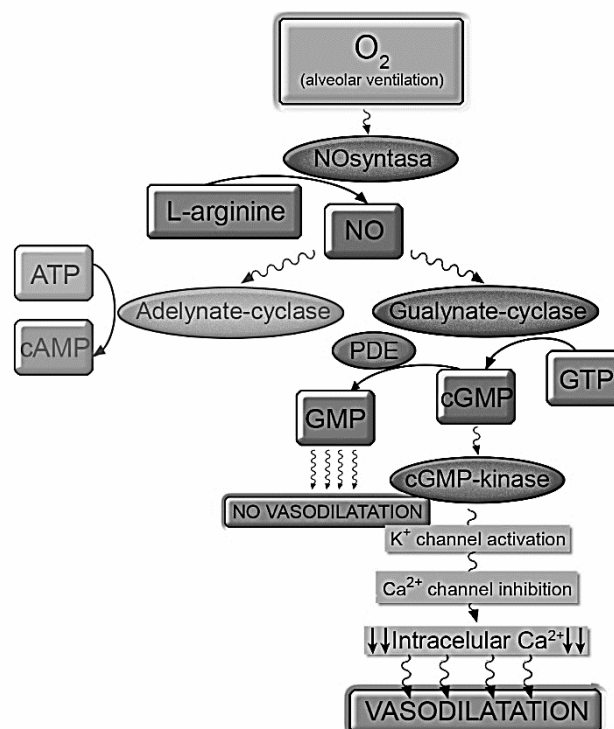 O₂
(alveolar ventilation)
NOsyntasa
L-arginine
NO
ATP
Adelynate-cyclase
Gualynate-cyclase
cAMP
PDE
GMP
cGMP
GTP
cGMP-kinase
NO VASODILATATION
K⁺ channel activation
Ca²⁺ channel inhibition
↓↓Intracelular Ca²⁺↓↓
VASODILATATION